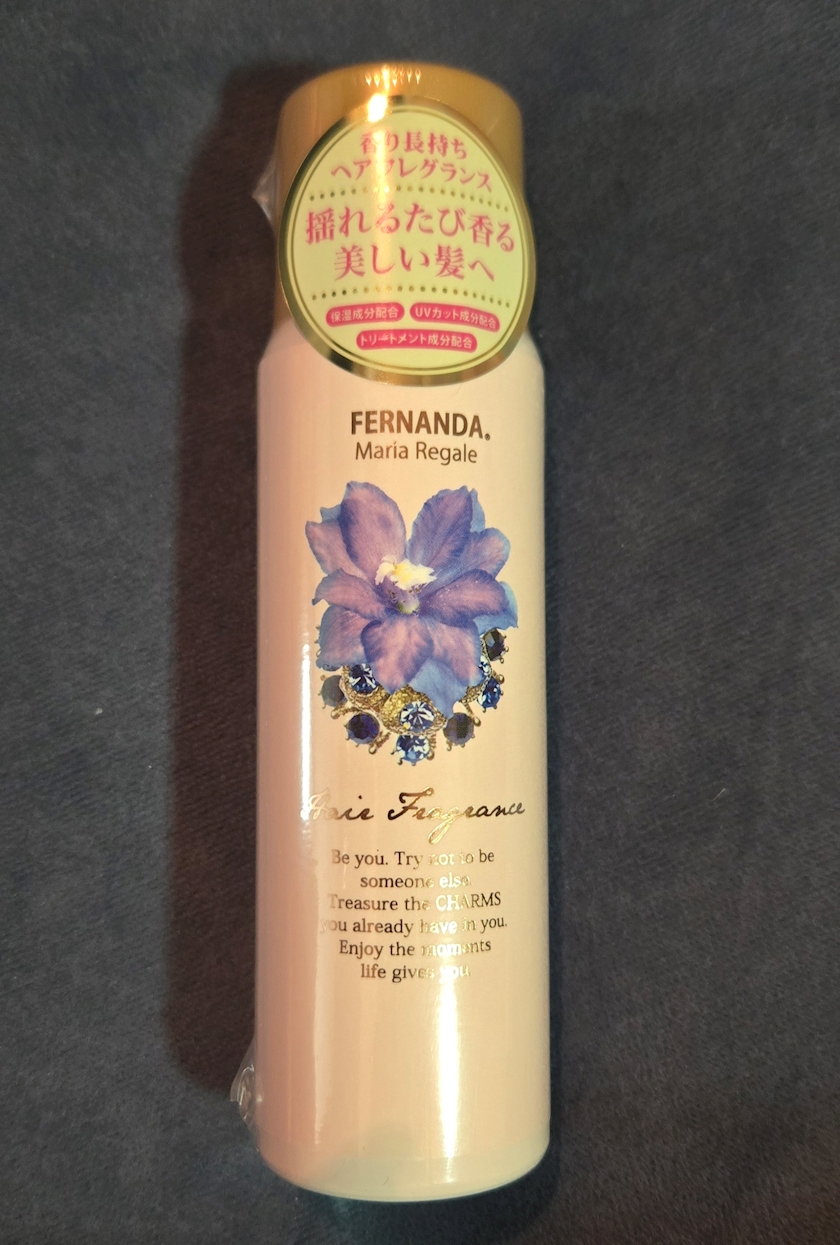 香り長持ち
ヘアフレグランス
揺れるたび香る
美しい髪へ
保湿成分配合 UVカット成分配合
トリートメント成分配合
FERNANDA.
Maria Regale
Hair Fragrance
Be you. Try not to be
someone else.
Treasure the CHARMS
you already have in you.
Enjoy the moments
life gives you.